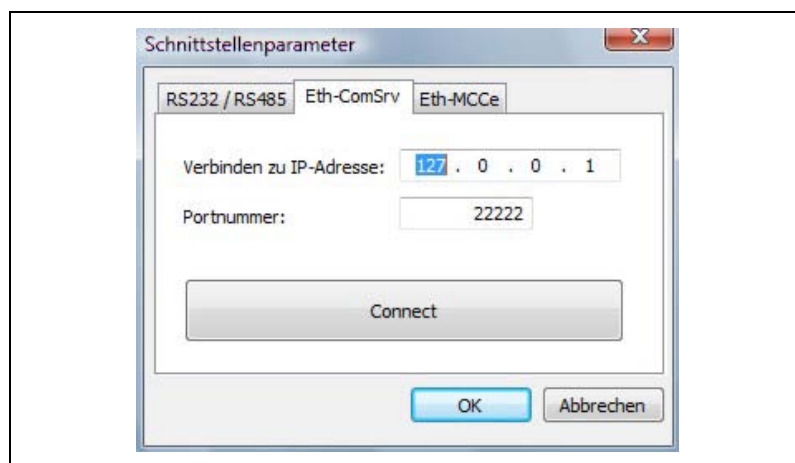 Schnittstellenparameter
RS232 / RS485 Eth-ComSrv Eth-MCCe
Verbinden zu IP-Adresse: 127 . 0 . 0 . 1
Portnummer: 22222
Connect
OK Abbrechen